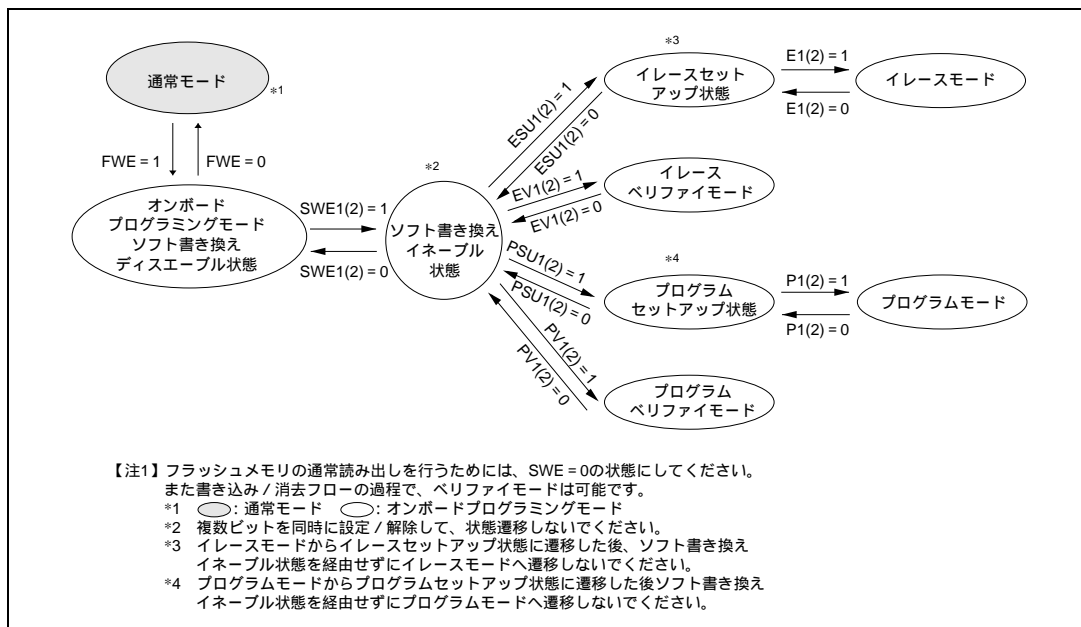 通常モード
*1
FWE = 1
FWE = 0
オンボード
プログラミングモード
ソフト書き換え
ディスエーブル状態
SWE1(2) = 1
SWE1(2) = 0
*2
ソフト書き換え
イネーブル
状態
ESU1(2) = 1
ESU1(2) = 0
*3
イレースセット
アップ状態
E1(2) = 1
E1(2) = 0
イレースモード
EV1(2) = 1
EV1(2) = 0
イレース
ベリファイモード
PSU1(2) = 1
PSU1(2) = 0
*4
プログラム
セットアップ状態
P1(2) = 1
P1(2) = 0
プログラムモード
PV1(2) = 1
PV1(2) = 0
プログラム
ベリファイモード
【注1】フラッシュメモリの通常読み出しを行うためには、SWE = 0の状態にしてください。
また書き込み / 消去フローの過程で、ベリファイモードは可能です。
*1 : 通常モード : オンボードプログラミングモード
*2 複数ビットを同時に設定 / 解除して、状態遷移しないでください。
*3 イレースモードからイレースセットアップ状態に遷移した後、ソフト書き換え
イネーブル状態を経由せずにイレースモードへ遷移しないでください。
*4 プログラムモードからプログラムセットアップ状態に遷移した後ソフト書き換え
イネーブル状態を経由せずにプログラムモードへ遷移しないでください。